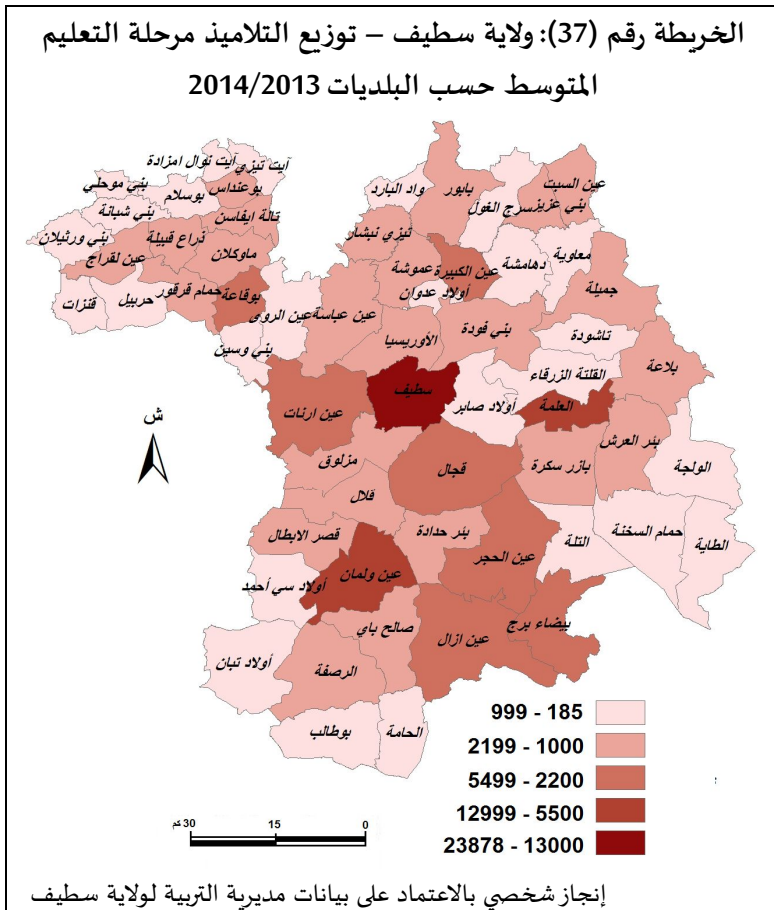 الخريطة رقم (37): ولاية سطيف – توزيع التلاميذ مرحلة التعليم
المتوسط حسب البلديات 2014/2013
آيت نوال امزادة
آيت تيزي
بني موحلي
بوسلام
بوعنداس
بني شبانة
تالة ايفاسن
بني ورثيلان
عين لقراج
ذراع قبيلة
ماوكلان
قنزات
حربيل
حمام قرقور
بوقاعة
عين الروى
بني وسين
واد البارد
بابور
سرج الغول
عين السبت
بني عزيز
تيزي نبشار
عموشة
عين الكبيرة
دهامشة
معاوية
أولاد عدوان
جميلة
عين عباسة
الأوريسيا
بني فودة
تاشودة
بلاعة
القلتة الزرقاء
سطيف
أولاد صابر
العلمة
عين ارنات
بئر العرش
الولجة
مزلوق
قجال
بازر سكرة
قلال
قصر الابطال
بئر حدادة
عين الحجر
التلة
حمام السخنة
الطاية
عين ولمان
أولاد سي أحمد
صالح باي
عين ازال
بيضاء برج
أولاد تبان
الرصفة
بوطالب
الحامة
ش
999 - 185
2199 - 1000
5499 - 2200
12999 - 5500
23878 - 13000
30 كم
15
0
إنجاز شخصي بالاعتماد على بيانات مديرية التربية لولاية سطيف